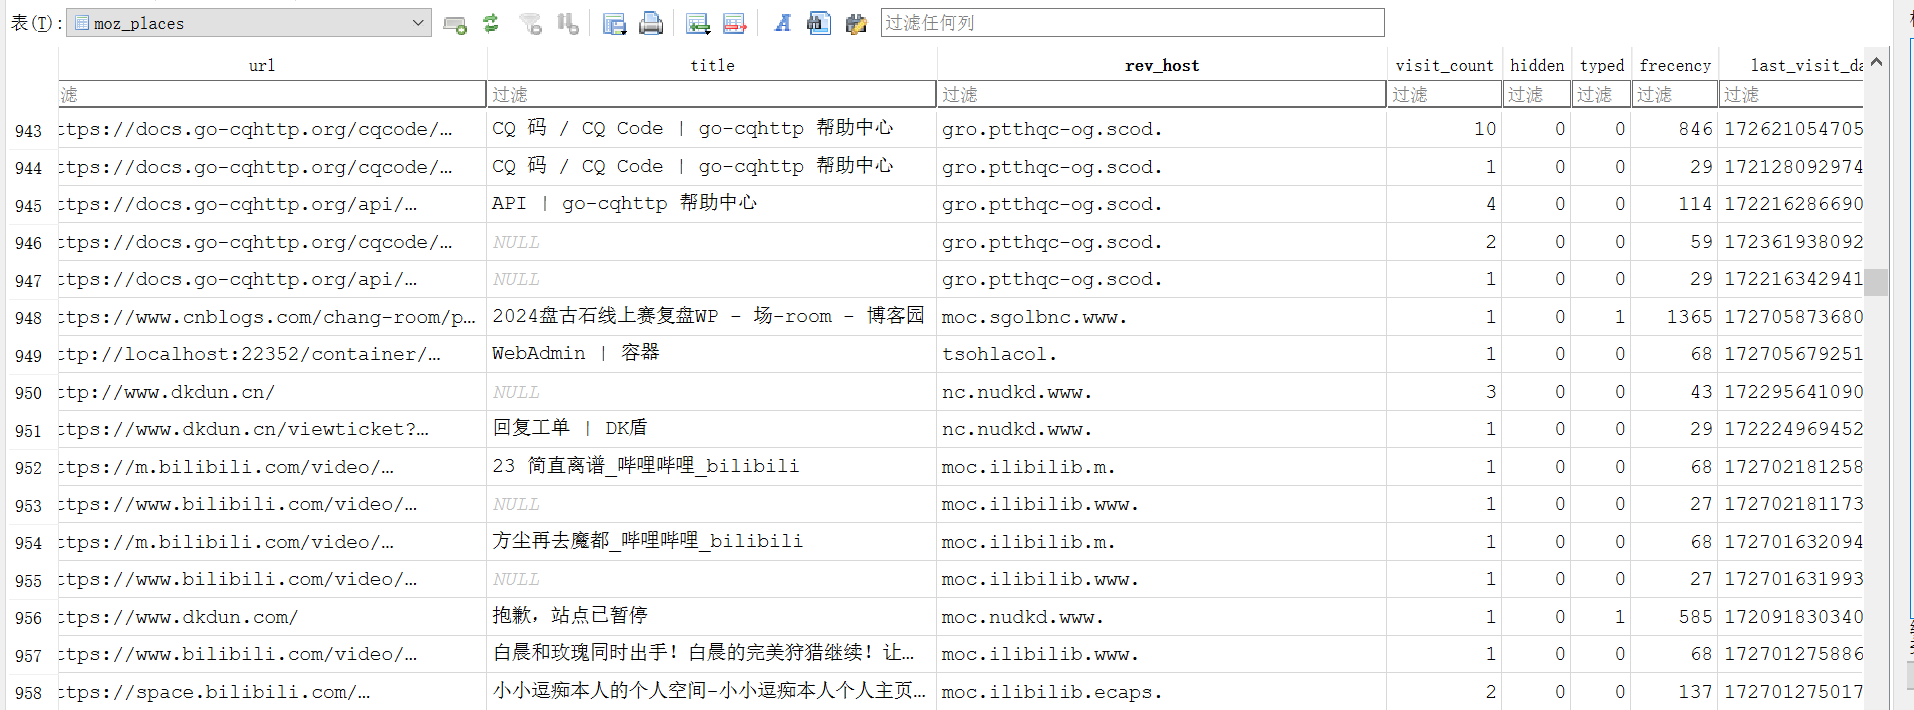 表(T): moz_places 过滤任何列
url title rev_host visit_count hidden typed frecency last_visit_da
滤 过滤 过滤 过滤 过滤 过滤 过滤 过滤
943 ttps://docs.go-cqhttp.org/cqcode/… CQ 码 / CQ Code | go-cqhttp 帮助中心 gro.ptthqc-og.scod. 10 0 0 846 172621054705
944 ttps://docs.go-cqhttp.org/cqcode/… CQ 码 / CQ Code | go-cqhttp 帮助中心 gro.ptthqc-og.scod. 1 0 0 29 172128092974
945 ttps://docs.go-cqhttp.org/api/… API | go-cqhttp 帮助中心 gro.ptthqc-og.scod. 4 0 0 114 172216286690
946 ttps://docs.go-cqhttp.org/cqcode/… NULL gro.ptthqc-og.scod. 2 0 0 59 172361938092
947 ttps://docs.go-cqhttp.org/api/… NULL gro.ptthqc-og.scod. 1 0 0 29 172216342941
948 ttps://www.cnblogs.com/chang-room/p… 2024盘古石线上赛复盘WP - 场-room - 博客园 moc.sgolbnc.www. 1 0 1 1365 172705873680
949 ttp://localhost:22352/container/… WebAdmin | 容器 tsohlacol. 1 0 0 68 172705679251
950 ttp://www.dkdun.cn/ NULL nc.nudkd.www. 3 0 0 43 172295641090
951 ttps://www.dkdun.cn/viewticket?… 回复工单 | DK盾 nc.nudkd.www. 1 0 0 29 172224969452
952 ttps://m.bilibili.com/video/… 23 简直离谱_哔哩哔哩_bilibili moc.ilibilib.m. 1 0 0 68 172702181258
953 ttps://www.bilibili.com/video/… NULL moc.ilibilib.www. 1 0 0 27 172702181173
954 ttps://m.bilibili.com/video/… 方尘再去魔都_哔哩哔哩_bilibili moc.ilibilib.m. 1 0 0 68 172701632094
955 ttps://www.bilibili.com/video/… NULL moc.ilibilib.www. 1 0 0 27 172701631993
956 ttps://www.dkdun.com/ 抱歉，站点已暂停 moc.nudkd.www. 1 0 1 585 172091830340
957 ttps://www.bilibili.com/video/… 白晨和玫瑰同时出手！白晨的完美狩猎继续！让… moc.ilibilib.www. 1 0 0 68 172701275886
958 ttps://space.bilibili.com/… 小小逗痴本人的个人空间-小小逗痴本人个人主页… moc.ilibilib.ecaps. 2 0 0 137 172701275017